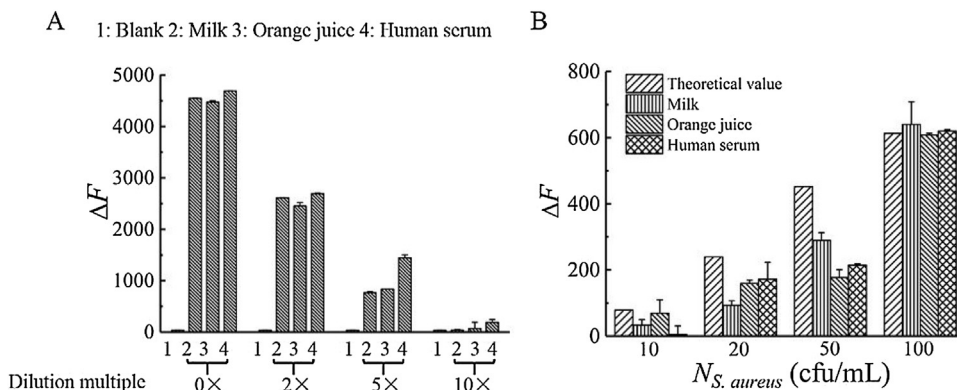 A
1: Blank 2: Milk 3: Orange juice 4: Human serum
5000
4000
3000
2000
1000
0
ΔF
1 2 3 4 1 2 3 4 1 2 3 4 1 2 3 4
Dilution multiple 0× 2× 5× 10×
B
800
600
400
200
0
ΔF
Theoretical value
Milk
Orange juice
Human serum
10 20 50 100
N S. aureus (cfu/mL)